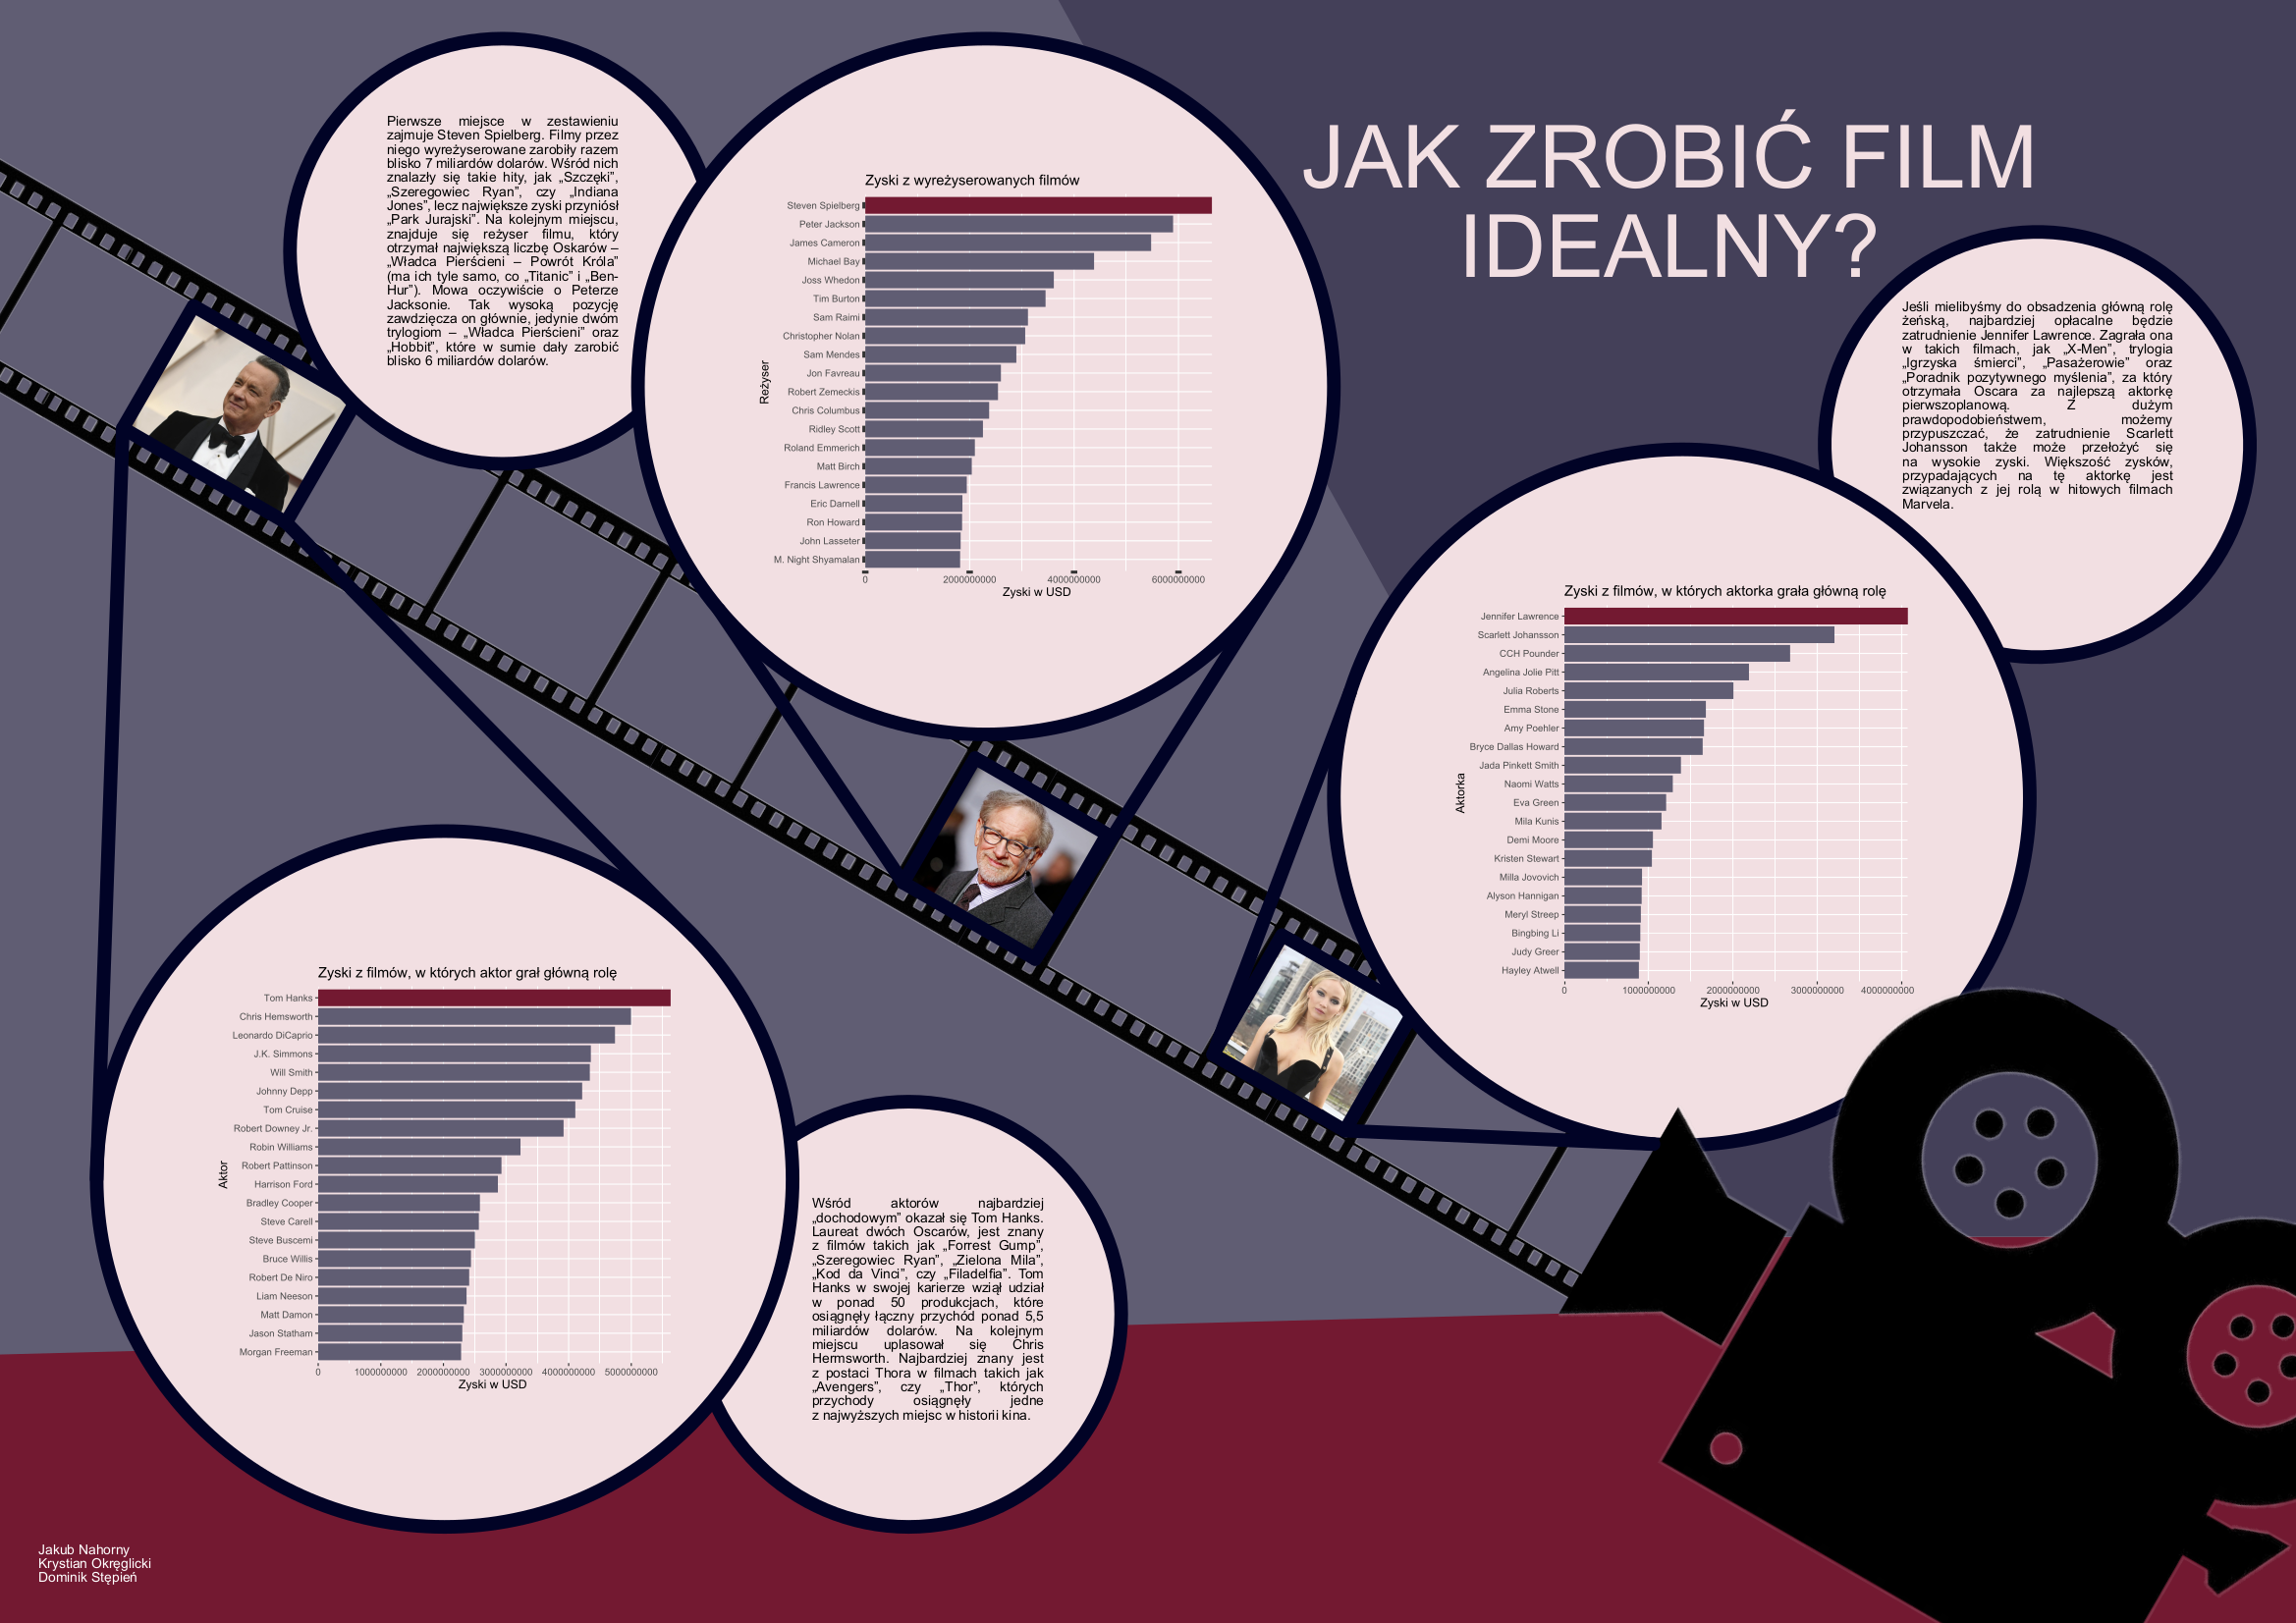 JAK ZROBIĆ FILM
IDEALNY?
Pierwsze miejsce w zestawieniu
zajmuje Steven Spielberg. Filmy przez
niego wyreżyserowane zarobiły razem
blisko 7 miliardów dolarów. Wśród nich
znalazły się takie hity, jak „Szczęki”,
„Szeregowiec Ryan”, czy „Indiana
Jones”, lecz największe zyski przyniósł
„Park Jurajski”. Na kolejnym miejscu,
znajduje się reżyser filmu, który
otrzymał największą liczbę Oskarów –
„Władca Pierścieni – Powrót Króla”
(ma ich tyle samo, co „Titanic” i „Ben-
Hur”). Mowa oczywiście o Peterze
Jacksonie. Tak wysoką pozycję
zawdzięcza on głównie, jedynie dwóm
trylogiom – „Władca Pierścieni” oraz
„Hobbit”, które w sumie dały zarobić
blisko 6 miliardów dolarów.
Zyski z wyreżyserowanych filmów
Reżyser
Steven Spielberg
Peter Jackson
James Cameron
Michael Bay
Joss Whedon
Tim Burton
Sam Raimi
Christopher Nolan
Sam Mendes
Jon Favreau
Robert Zemeckis
Chris Columbus
Ridley Scott
Roland Emmerich
Matt Birch
Francis Lawrence
Eric Darnell
Ron Howard
John Lasseter
M. Night Shyamalan
0 2000000000 4000000000 6000000000
Zyski w USD
Jeśli mielibyśmy do obsadzenia główną rolę
żeńską, najbardziej opłacalne będzie
zatrudnienie Jennifer Lawrence. Zagrała ona
w takich filmach, jak „X-Men”, trylogia
„Igrzyska śmierci”, „Pasażerowie” oraz
„Poradnik pozytywnego myślenia”, za który
otrzymała Oscara za najlepszą aktorkę
pierwszoplanową. Z dużym
prawdopodobieństwem, możemy
przypuszczać, że zatrudnienie Scarlett
Johansson także może przełożyć się
na wysokie zyski. Większość zysków,
przypadających na tę aktorkę jest
związanych z jej rolą w hitowych filmach
Marvela.
Zyski z filmów, w których aktorka grała główną rolę
Aktorka
Jennifer Lawrence
Scarlett Johansson
CCH Pounder
Angelina Jolie Pitt
Julia Roberts
Emma Stone
Amy Poehler
Bryce Dallas Howard
Jada Pinkett Smith
Naomi Watts
Eva Green
Mila Kunis
Demi Moore
Kristen Stewart
Milla Jovovich
Alyson Hannigan
Meryl Streep
Bingbing Li
Judy Greer
Hayley Atwell
0 1000000000 2000000000 3000000000 4000000000
Zyski w USD
Zyski z filmów, w których aktor grał główną rolę
Aktor
Tom Hanks
Chris Hemsworth
Leonardo DiCaprio
J.K. Simmons
Will Smith
Johnny Depp
Tom Cruise
Robert Downey Jr.
Robin Williams
Robert Pattinson
Harrison Ford
Bradley Cooper
Steve Carell
Steve Buscemi
Bruce Willis
Robert De Niro
Liam Neeson
Matt Damon
Jason Statham
Morgan Freeman
0 1000000000 2000000000 3000000000 4000000000 5000000000
Zyski w USD
Wśród aktorów najbardziej
„dochodowym” okazał się Tom Hanks.
Laureat dwóch Oscarów, jest znany
z filmów takich jak „Forrest Gump”,
„Szeregowiec Ryan”, „Zielona Mila”,
„Kod da Vinci”, czy „Filadelfia”. Tom
Hanks w swojej karierze wziął udział
w ponad 50 produkcjach, które
osiągnęły łączny przychód ponad 5,5
miliardów dolarów. Na kolejnym
miejscu uplasował się Chris
Hermsworth. Najbardziej znany jest
z postaci Thora w filmach takich jak
„Avengers”, czy „Thor”, których
przychody osiągnęły jedne
z najwyższych miejsc w historii kina.
Jakub Nahorny
Krystian Okręglicki
Dominik Stępień